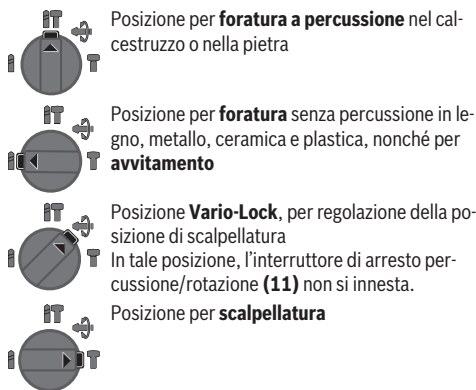 Posizione per foratura a percussione nel cal-
cestruzzo o nella pietra
Posizione per foratura senza percussione in le-
gno, metallo, ceramica e plastica, nonché per
avvitamento
Posizione Vario-Lock, per regolazione della po-
sizione di scalpellatura
In tale posizione, l'interruttore di arresto per-
cussione/rotazione (11) non si innesta.
Posizione per scalpellatura